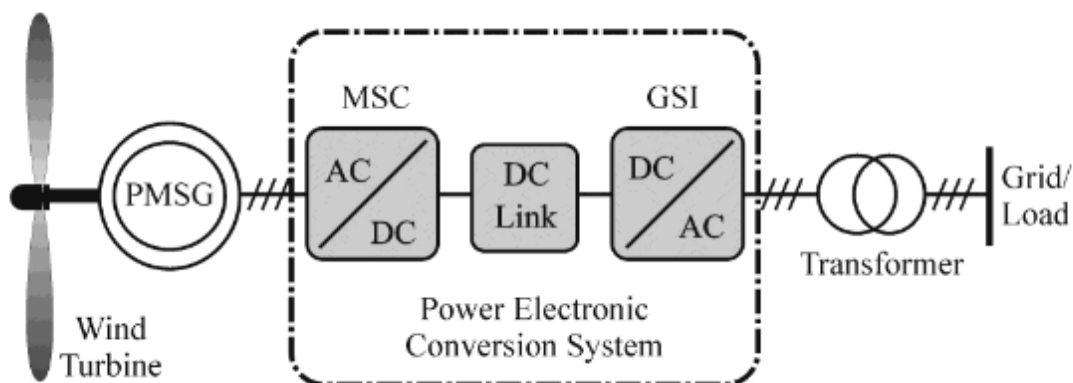 MSC
GSI
PMSG
AC
DC
DC
Link
DC
AC
Grid/
Load
Transformer
Wind
Turbine
Power Electronic
Conversion System